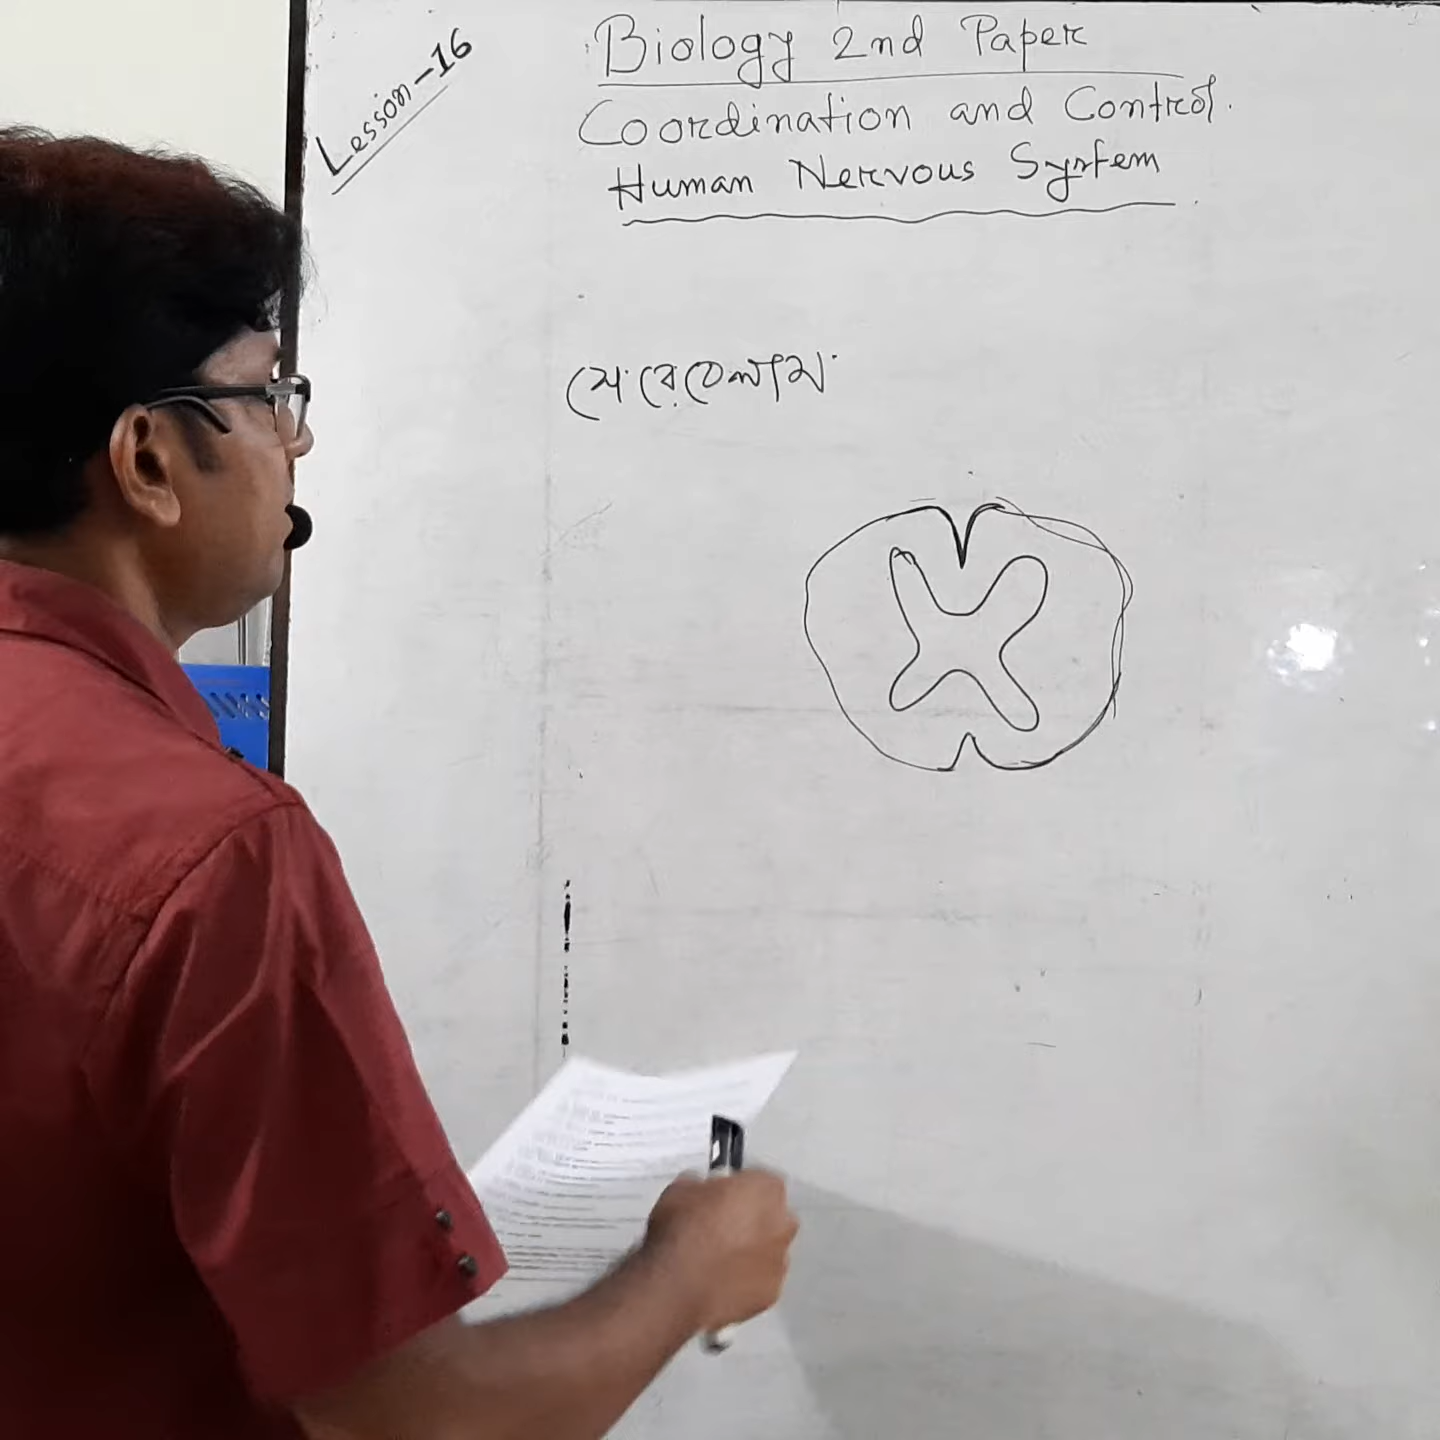 Lesson-16
Biology 2nd Paper
Coordination and Control.
Human Nervous System
সেরেবেলাম